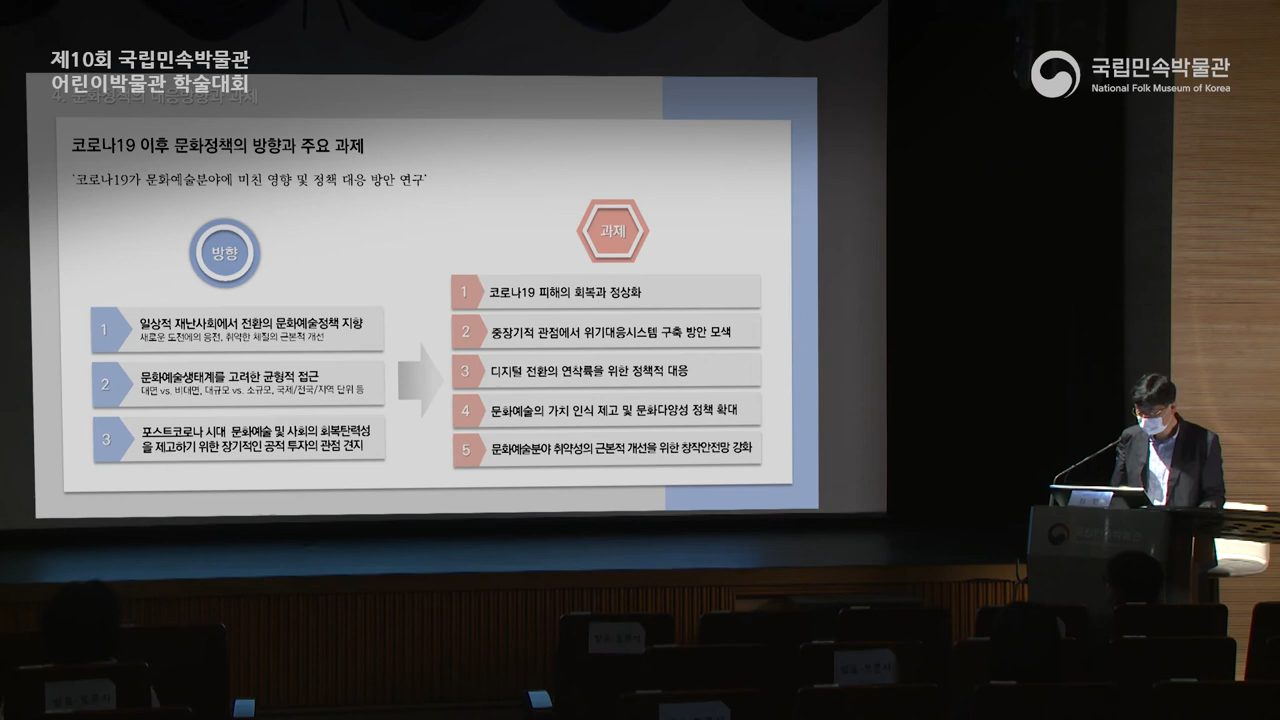 제10회 국립민속박물관
어린이박물관 학술대회
국립민속박물관
National Folk Museum of Korea
4. 문화정책의 대응방향과 과제
코로나19 이후 문화정책의 방향과 주요 과제
'코로나19가 문화예술분야에 미친 영향 및 정책 대응 방안 연구'
방향
1
일상적 재난사회에서 전환의 문화예술정책 지향
새로운 도전에의 응전, 취약한 체질의 근본적 개선
2
문화예술생태계를 고려한 균형적 접근
대면 vs. 비대면, 대규모 vs. 소규모, 국제/전국/지역 단위 등
3
포스트코로나 시대 문화예술 및 사회의 회복탄력성
을 제고하기 위한 장기적인 공적 투자의 관점 견지
과제
1 코로나19 피해의 회복과 정상화
2 중장기적 관점에서 위기대응시스템 구축 방안 모색
3 디지털 전환의 연착륙을 위한 정책적 대응
4 문화예술의 가치 인식 제고 및 문화다양성 정책 확대
5 문화예술분야 취약성의 근본적 개선을 위한 창작안전망 강화